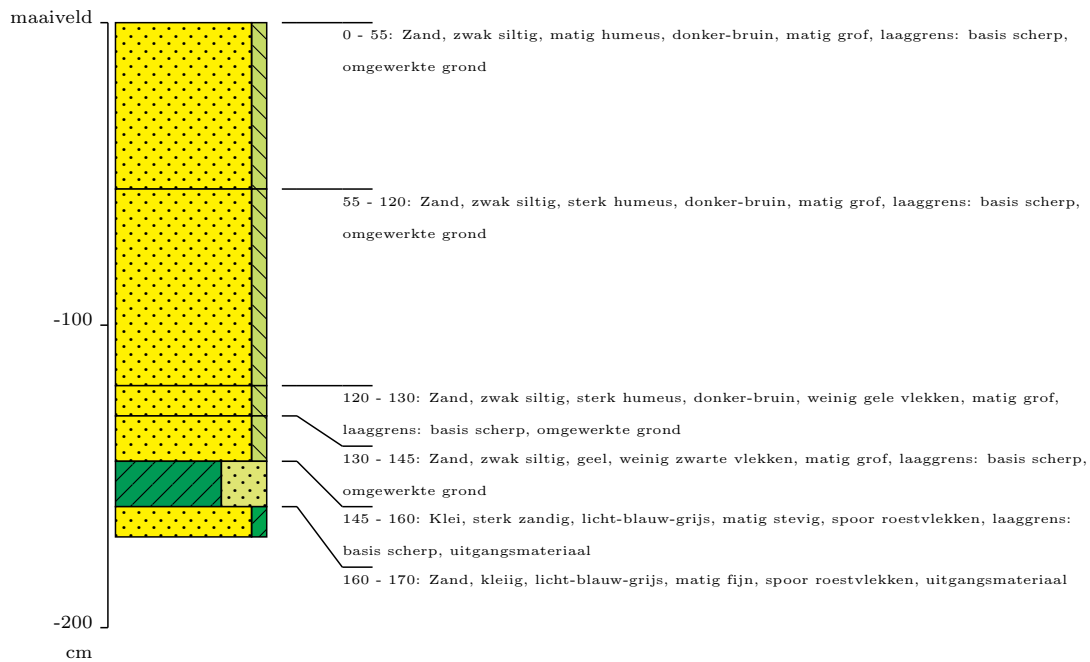 maaiveld
0 - 55: Zand, zwak siltig, matig humeus, donker-bruin, matig grof, laaggrens: basis scherp,
omgewerkte grond
55 - 120: Zand, zwak siltig, sterk humeus, donker-bruin, matig grof, laaggrens: basis scherp,
omgewerkte grond
-100
120 - 130: Zand, zwak siltig, sterk humeus, donker-bruin, weinig gele vlekken, matig grof,
laaggrens: basis scherp, omgewerkte grond
130 - 145: Zand, zwak siltig, geel, weinig zwarte vlekken, matig grof, laaggrens: basis scherp,
omgewerkte grond
145 - 160: Klei, sterk zandig, licht-blauw-grijs, matig stevig, spoor roestvlekken, laaggrens:
basis scherp, uitgangsmateriaal
160 - 170: Zand, kleiig, licht-blauw-grijs, matig fijn, spoor roestvlekken, uitgangsmateriaal
-200
cm